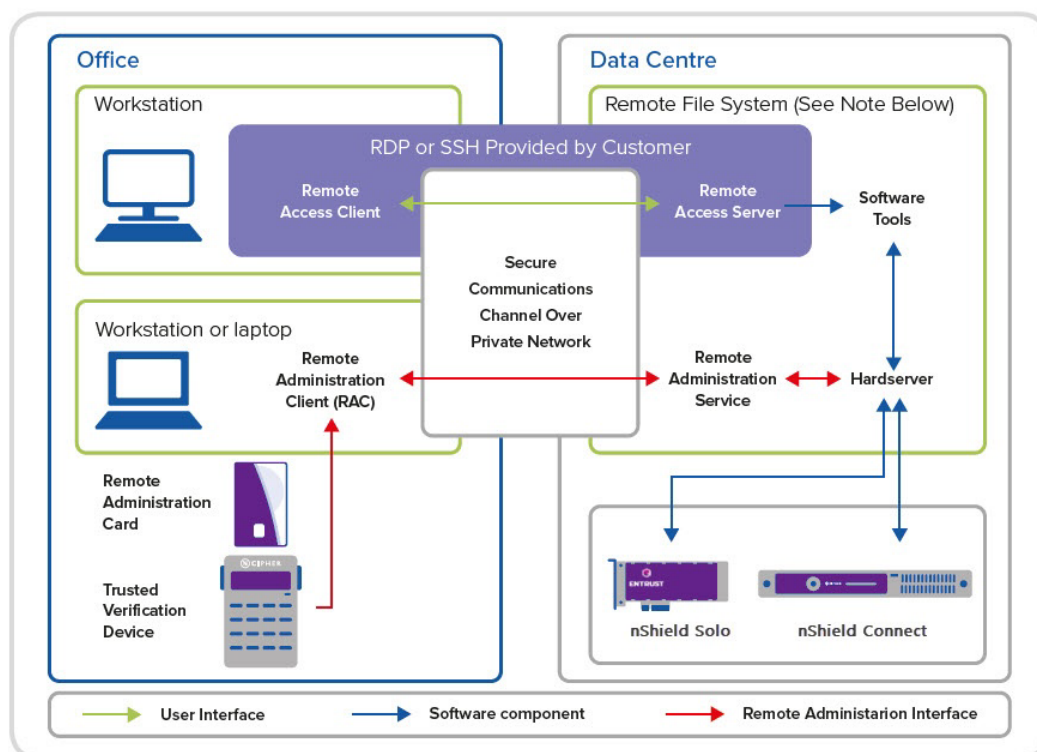 Office
Workstation
Data Centre
Remote File System (See Note Below)
RDP or SSH Provided by Customer
Remote
Access Client
Remote
Access Server
Software
Tools
Secure
Communications
Channel Over
Private Network
Workstation or laptop
Remote
Administration
Client (RAC)
Remote
Administration
Service
Hardserver
Remote
Administration
Card
Trusted
Verification
Device
NCIPHER
ENTRUST
nShield Solo
nShield Connect
User Interface
Software component
Remote Administarion Interface